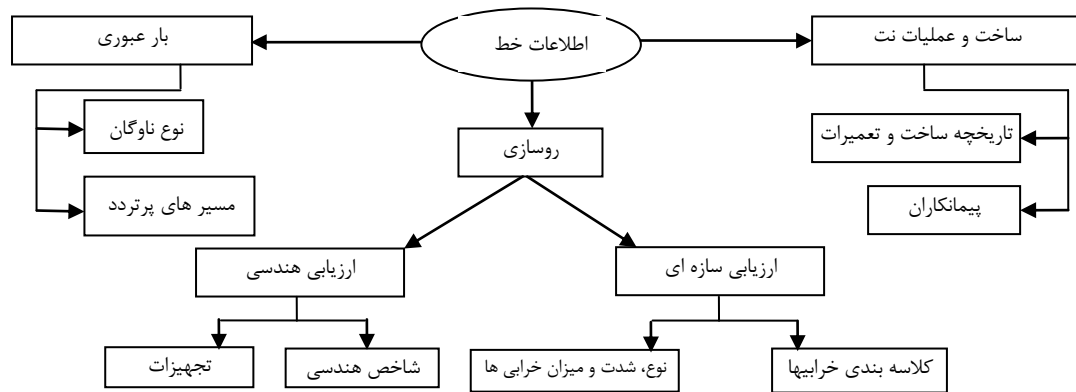 ساخت و عملیات نت
اطلاعات خط
بار عبوری
تاریخچه ساخت و تعمیرات
روسازی
نوع ناوگان
پیمانکاران
مسیر های پرتردد
ارزیابی سازه ای
ارزیابی هندسی
کلاسه بندی خرابیها
نوع، شدت و میزان خرابی ها
شاخص هندسی
تجهیزات